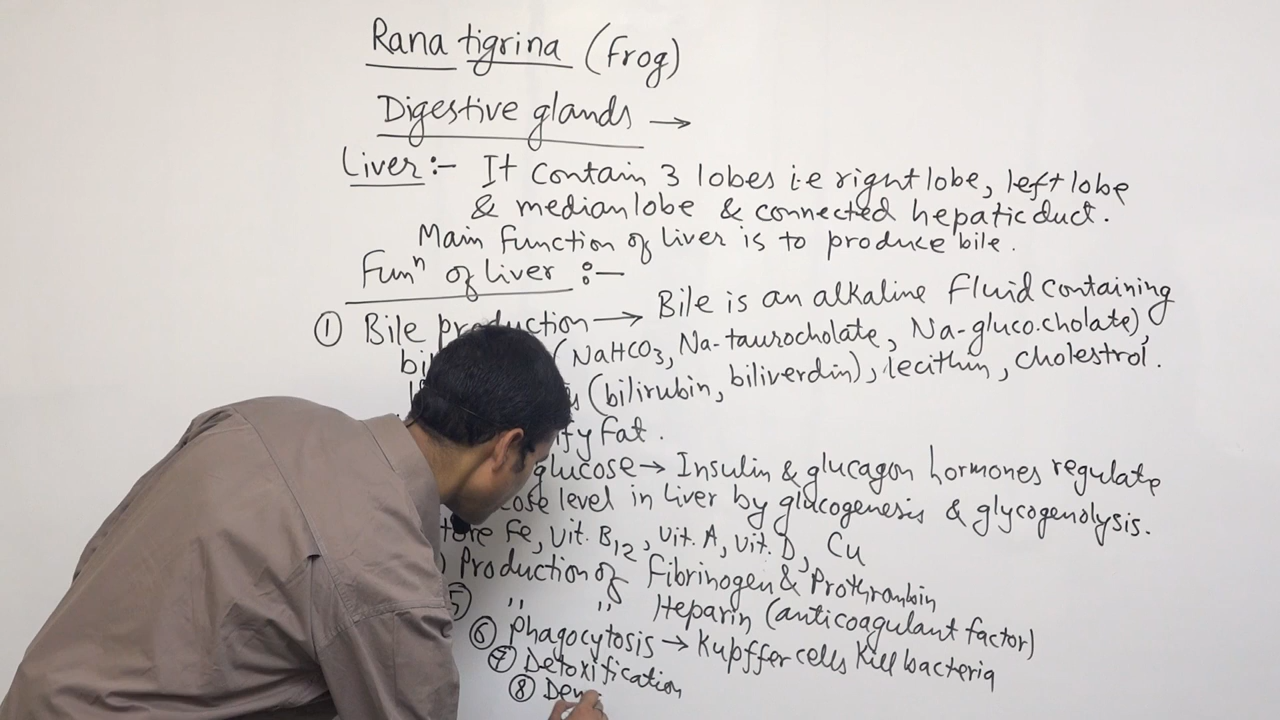 Rana tigrina (frog)
Digestive glands →
Liver :- It contain 3 lobes i.e right lobe, left lobe
& median lobe & connected hepatic duct.
Main function of liver is to produce bile.
Funⁿ of liver :-
① Bile production → Bile is an alkaline fluid containing
(NaHCO3, Na-taurocholate, Na-gluco.cholate),
(bilirubin, biliverdin), lecithin, cholestrol.
fat.
glucose → Insulin & glucagon hormones regulate
level in liver by glucogenesis & glycogenolysis.
Fe, vit. B12, vit. A, vit. D, Cu
Production of Fibrinogen & Prothrombin
5 " " Heparin (anticoagulant factor)
⑥ Phagocytosis → Kupffer cells kill bacteria
⑦ Detoxification
⑧